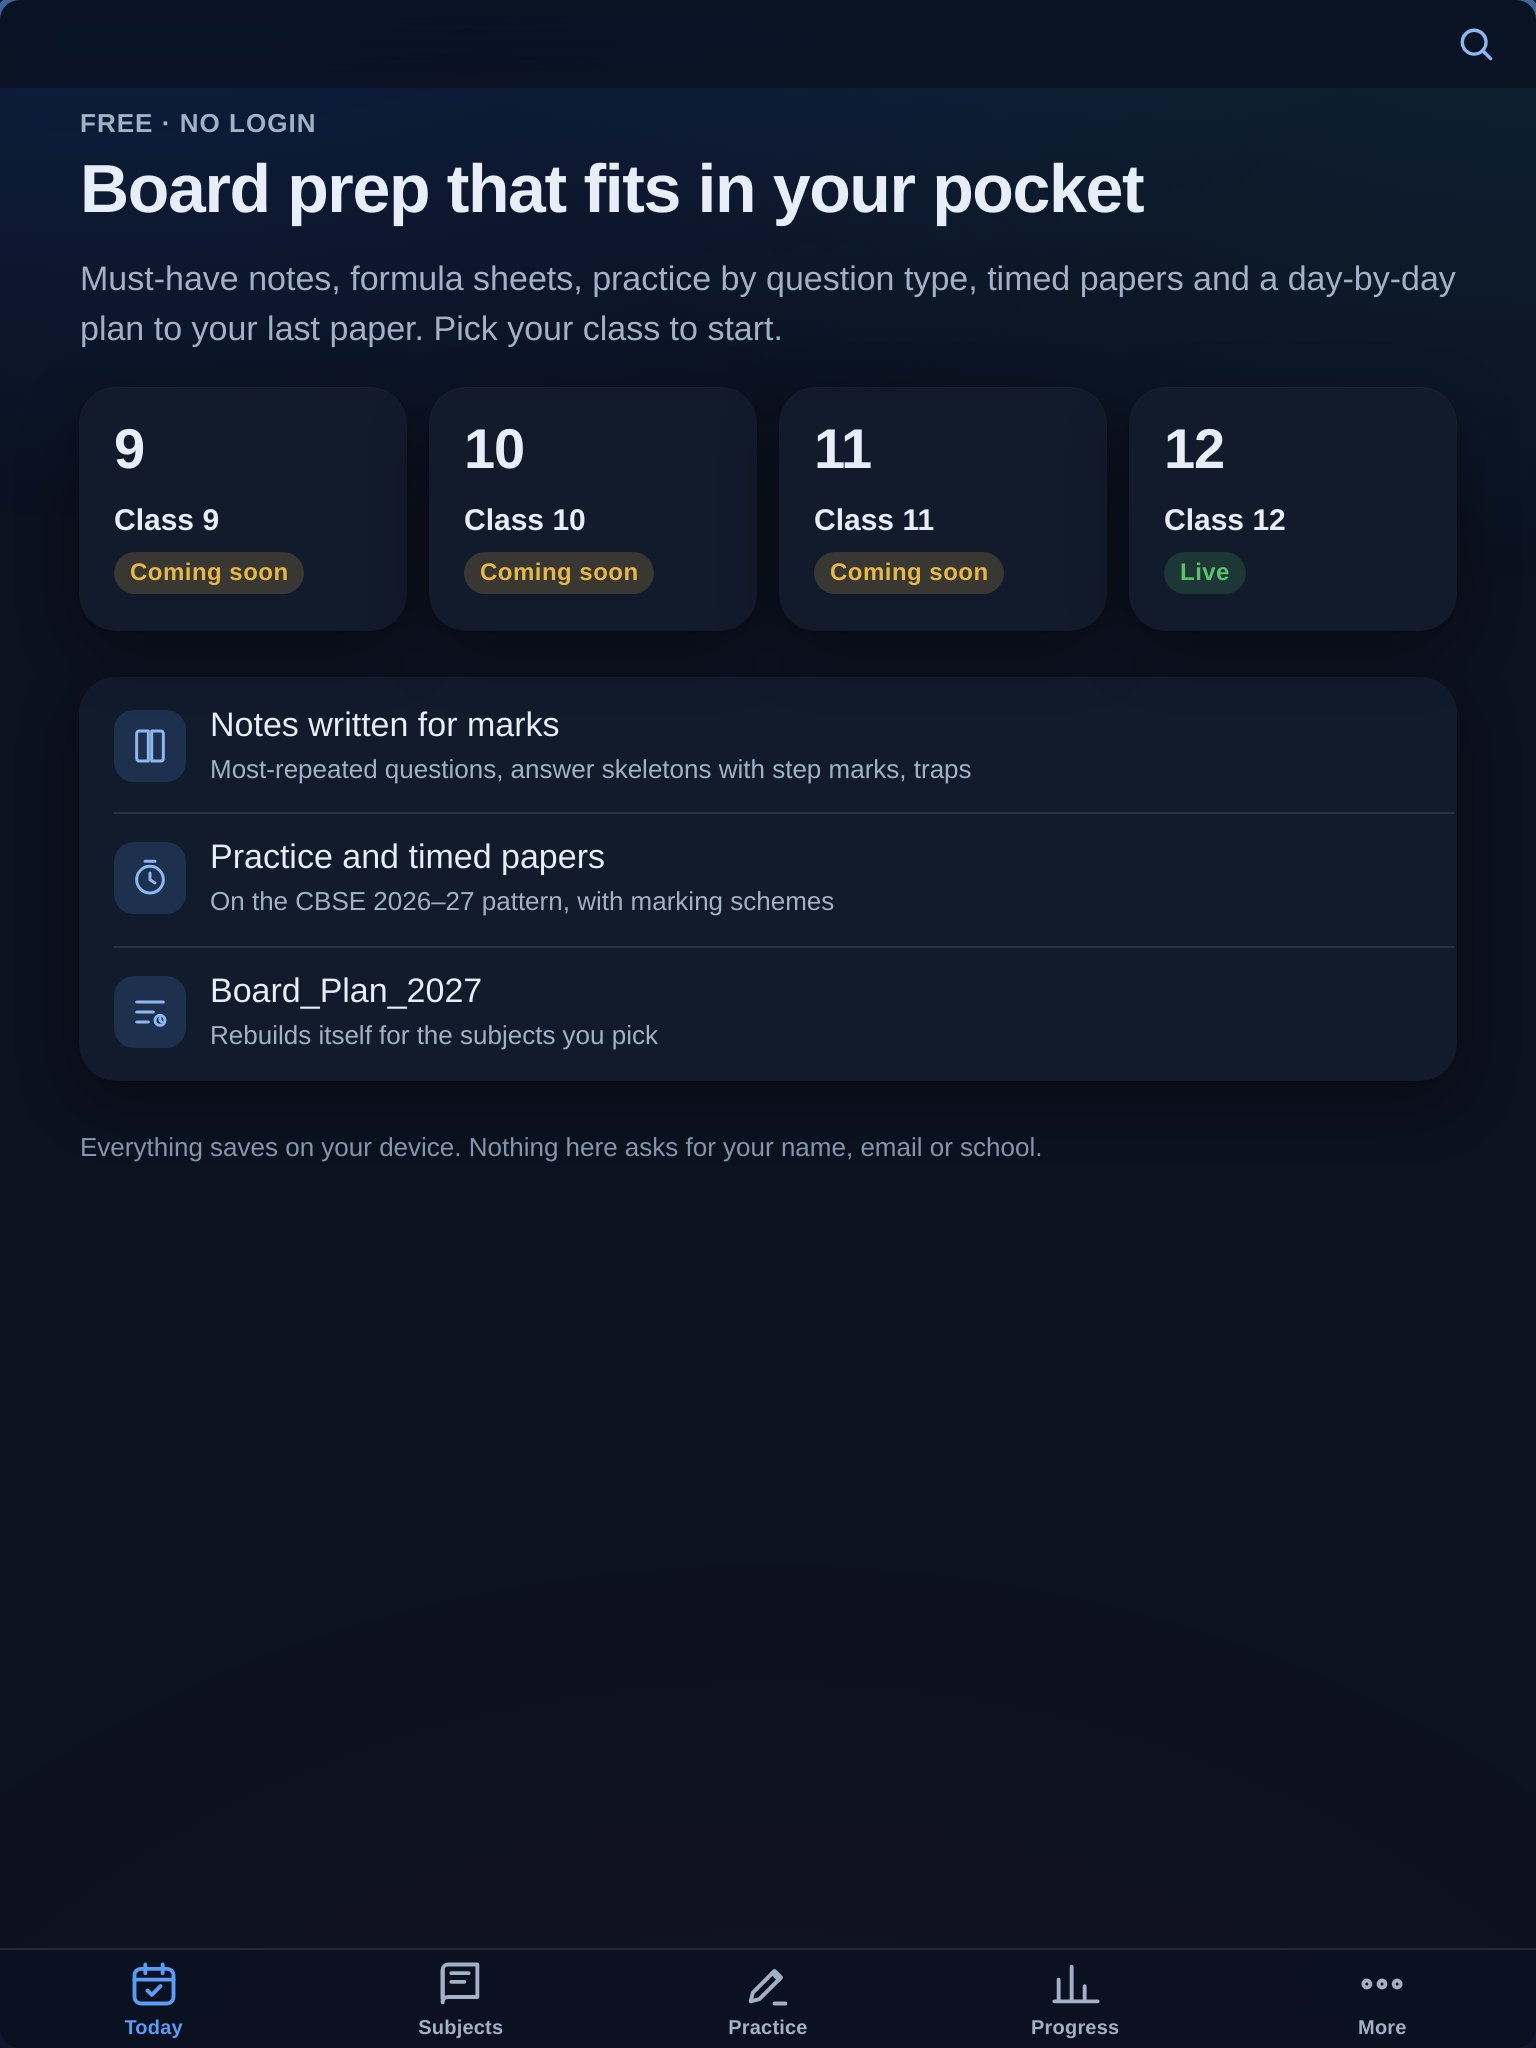 FREE · NO LOGIN
Board prep that fits in your pocket
Must-have notes, formula sheets, practice by question type, timed papers and a day-by-day
plan to your last paper. Pick your class to start.
9
Class 9
Coming soon
10
Class 10
Coming soon
11
Class 11
Coming soon
12
Class 12
Live
Notes written for marks
Most-repeated questions, answer skeletons with step marks, traps
Practice and timed papers
On the CBSE 2026–27 pattern, with marking schemes
Board_Plan_2027
Rebuilds itself for the subjects you pick
Everything saves on your device. Nothing here asks for your name, email or school.
Today
Subjects
Practice
Progress
More